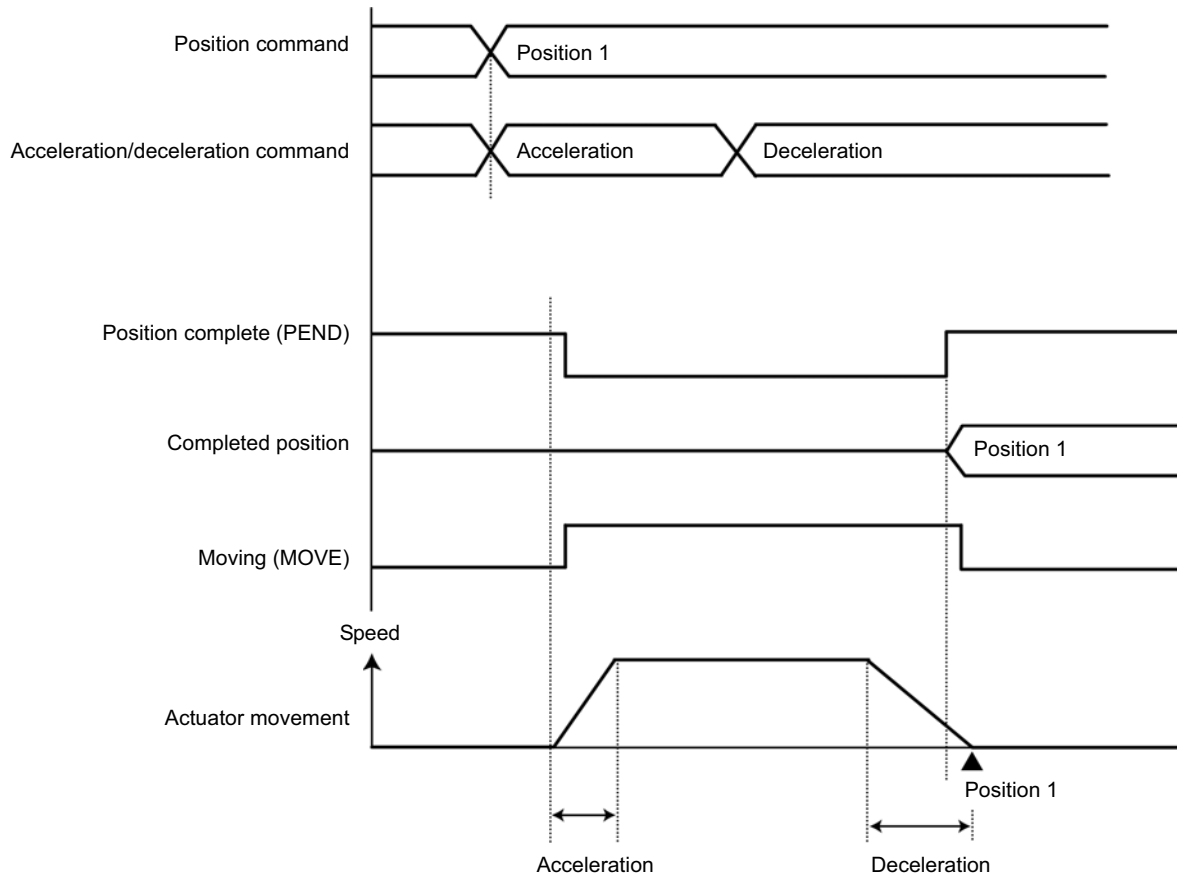 Position command
Position 1
Acceleration/deceleration command
Acceleration
Deceleration
Position complete (PEND)
Completed position
Position 1
Moving (MOVE)
Speed
Actuator movement
Position 1
Acceleration
Deceleration